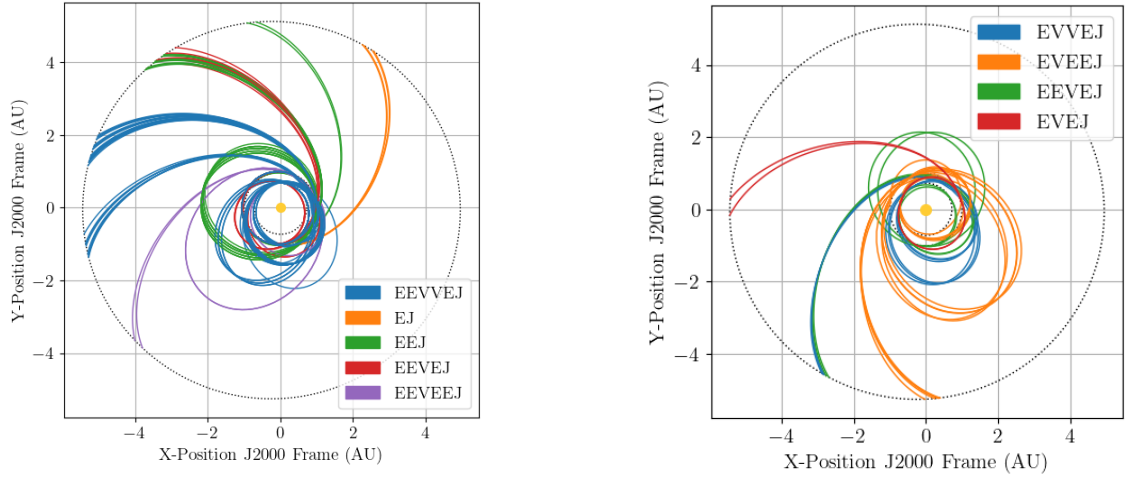 Y-Position J2000 Frame (AU)
4
2
0
−2
−4
−4
−2
0
2
4
X-Position J2000 Frame (AU)
EEVVEJ
EJ
EEJ
EEVEJ
EEVEEJ
Y-Position J2000 Frame (AU)
4
2
0
−2
−4
−4
−2
0
2
4
X-Position J2000 Frame (AU)
EVVEJ
EVEEJ
EEVEJ
EVEJ